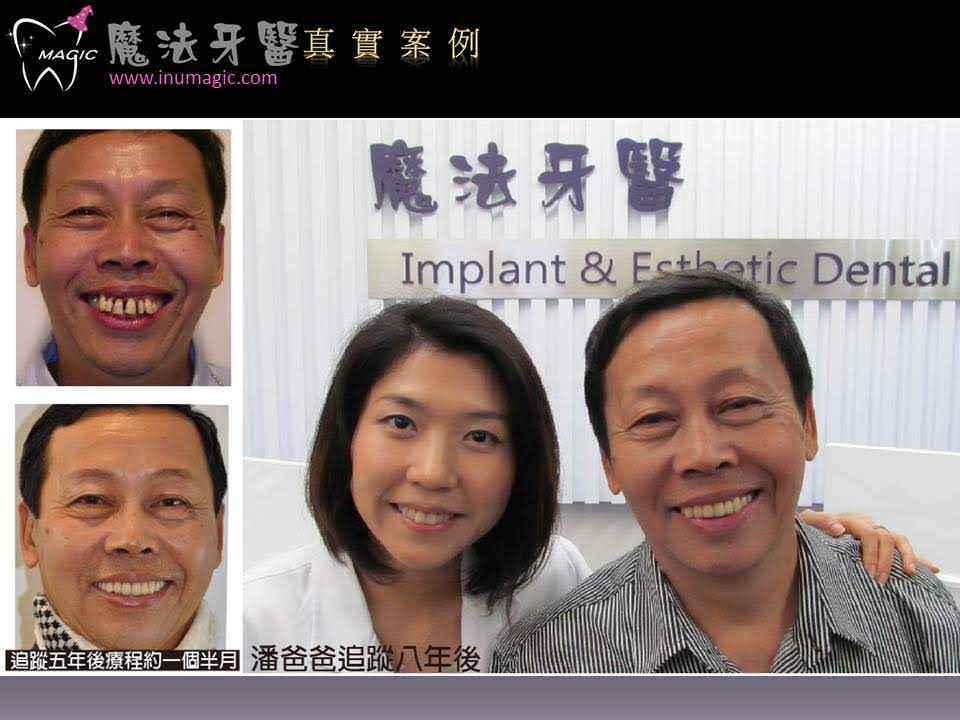 MAGIC
魔法牙醫真實案例
www.inumagic.com
魔法牙醫
Implant & Esthetic Dental
追蹤五年後療程約一個半月
潘爸爸追蹤八年後